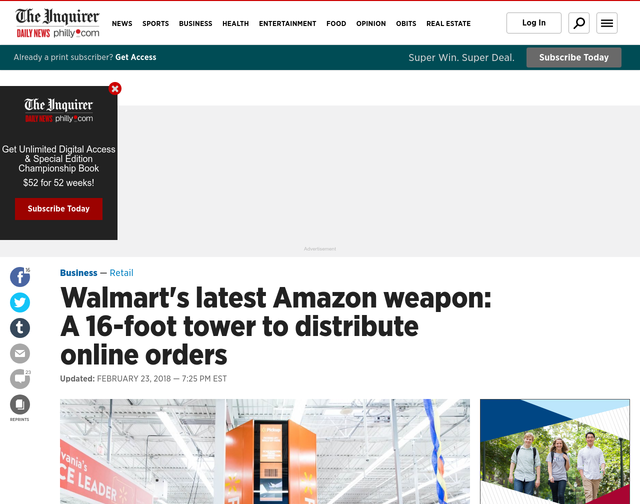 The Inquirer
DAILY NEWS philly.com
NEWS SPORTS BUSINESS HEALTH ENTERTAINMENT FOOD OPINION OBITS REAL ESTATE
Log In
Already a print subscriber? Get Access
Super Win. Super Deal.
Subscribe Today
The Inquirer
DAILY NEWS philly.com
Get Unlimited Digital Access
& Special Edition
Championship Book
$52 for 52 weeks!
Subscribe Today
Advertisement
16
23
REPRINTS
Business — Retail
Walmart's latest Amazon weapon:
A 16-foot tower to distribute
online orders
Updated: FEBRUARY 23, 2018 — 7:25 PM EST
ylvania's
CE LEADER